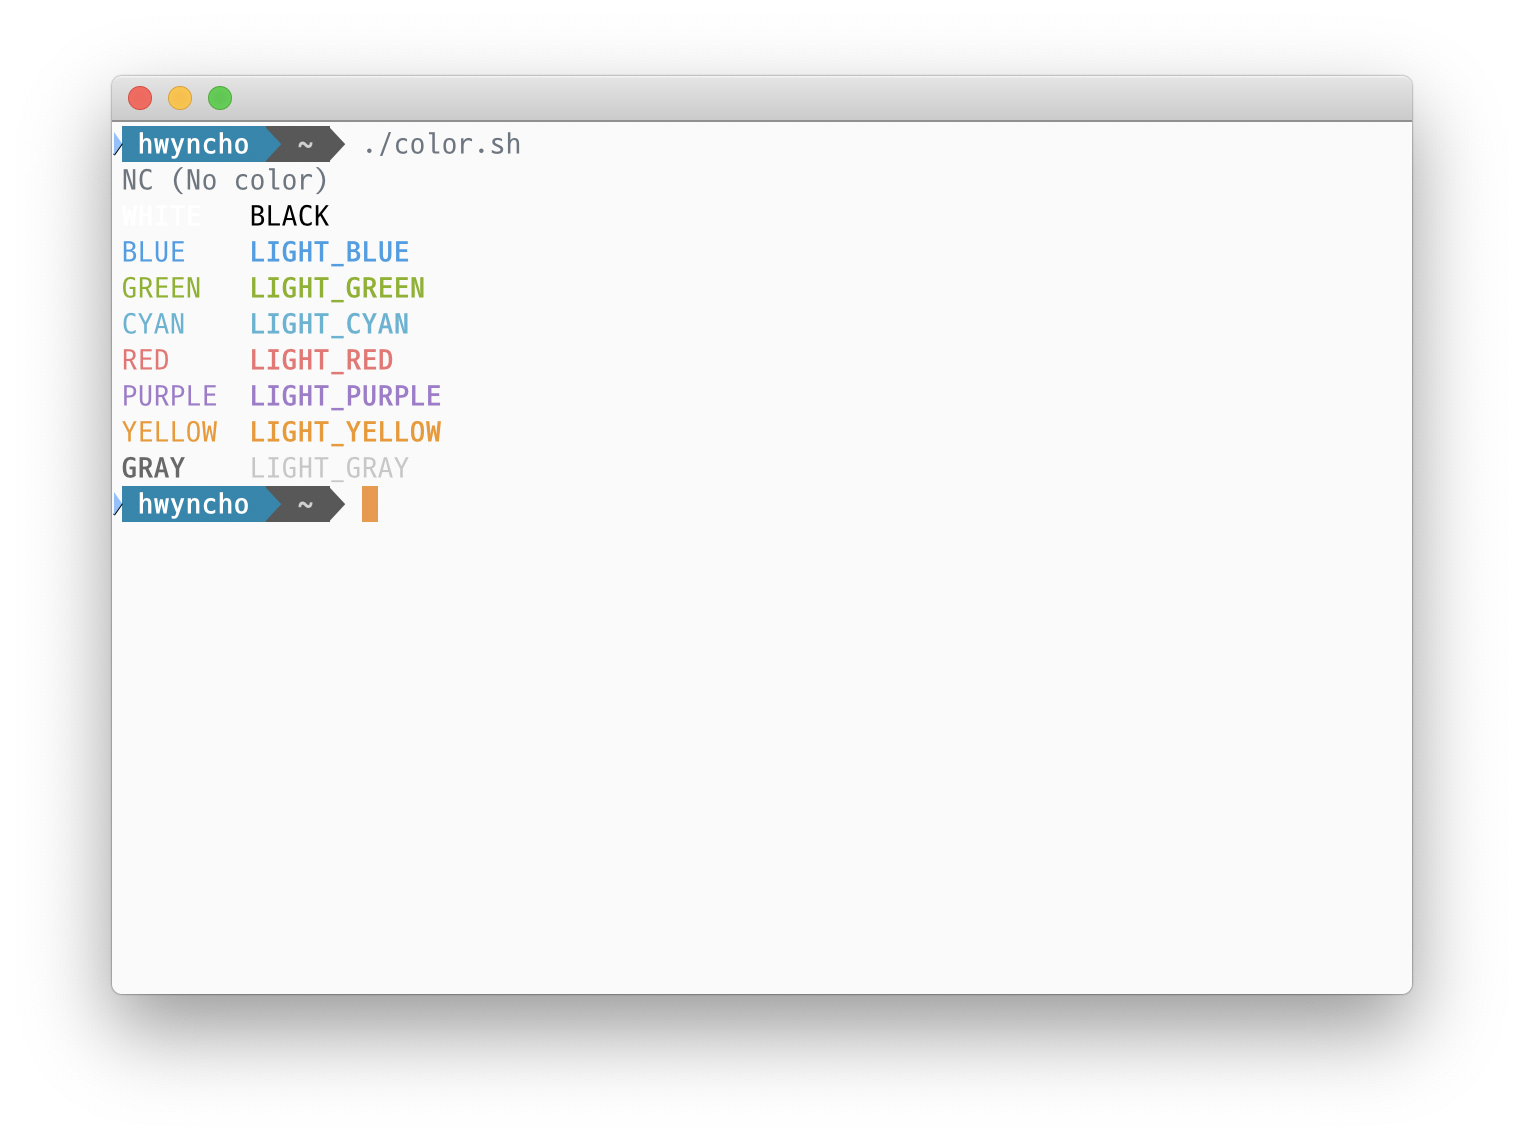 hwyncho ~ ./color.sh
NC (No color)
WHITE BLACK
BLUE LIGHT_BLUE
GREEN LIGHT_GREEN
CYAN LIGHT_CYAN
RED LIGHT_RED
PURPLE LIGHT_PURPLE
YELLOW LIGHT_YELLOW
GRAY LIGHT_GRAY
hwyncho ~